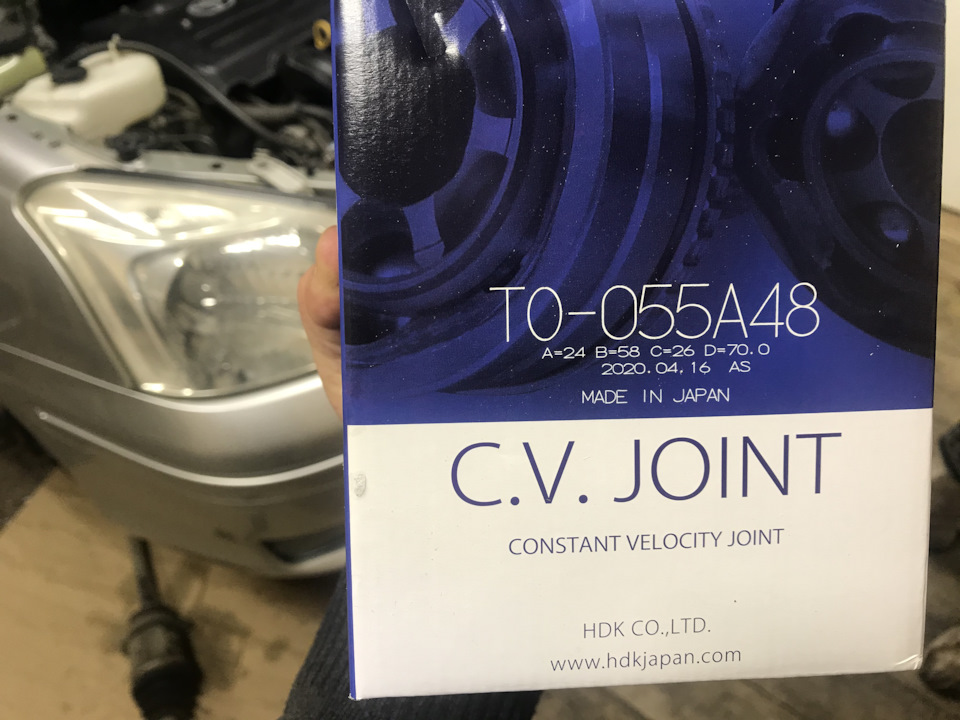 TO-055A48
A=24 B=58 C=26 D=70.0
2020.04.16 AS
MADE IN JAPAN
C.V. JOINT
CONSTANT VELOCITY JOINT
HDK CO.,LTD.
www.hdkjapan.com